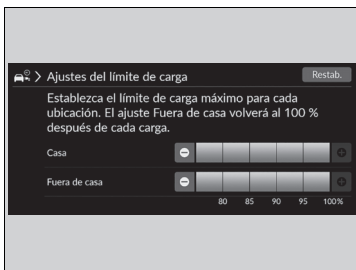 Ajustes del límite de carga
Restab.
Establezca el límite de carga máximo para cada
ubicación. El ajuste Fuera de casa volverá al 100 %
después de cada carga.
Casa
Fuera de casa
80 85 90 95 100%